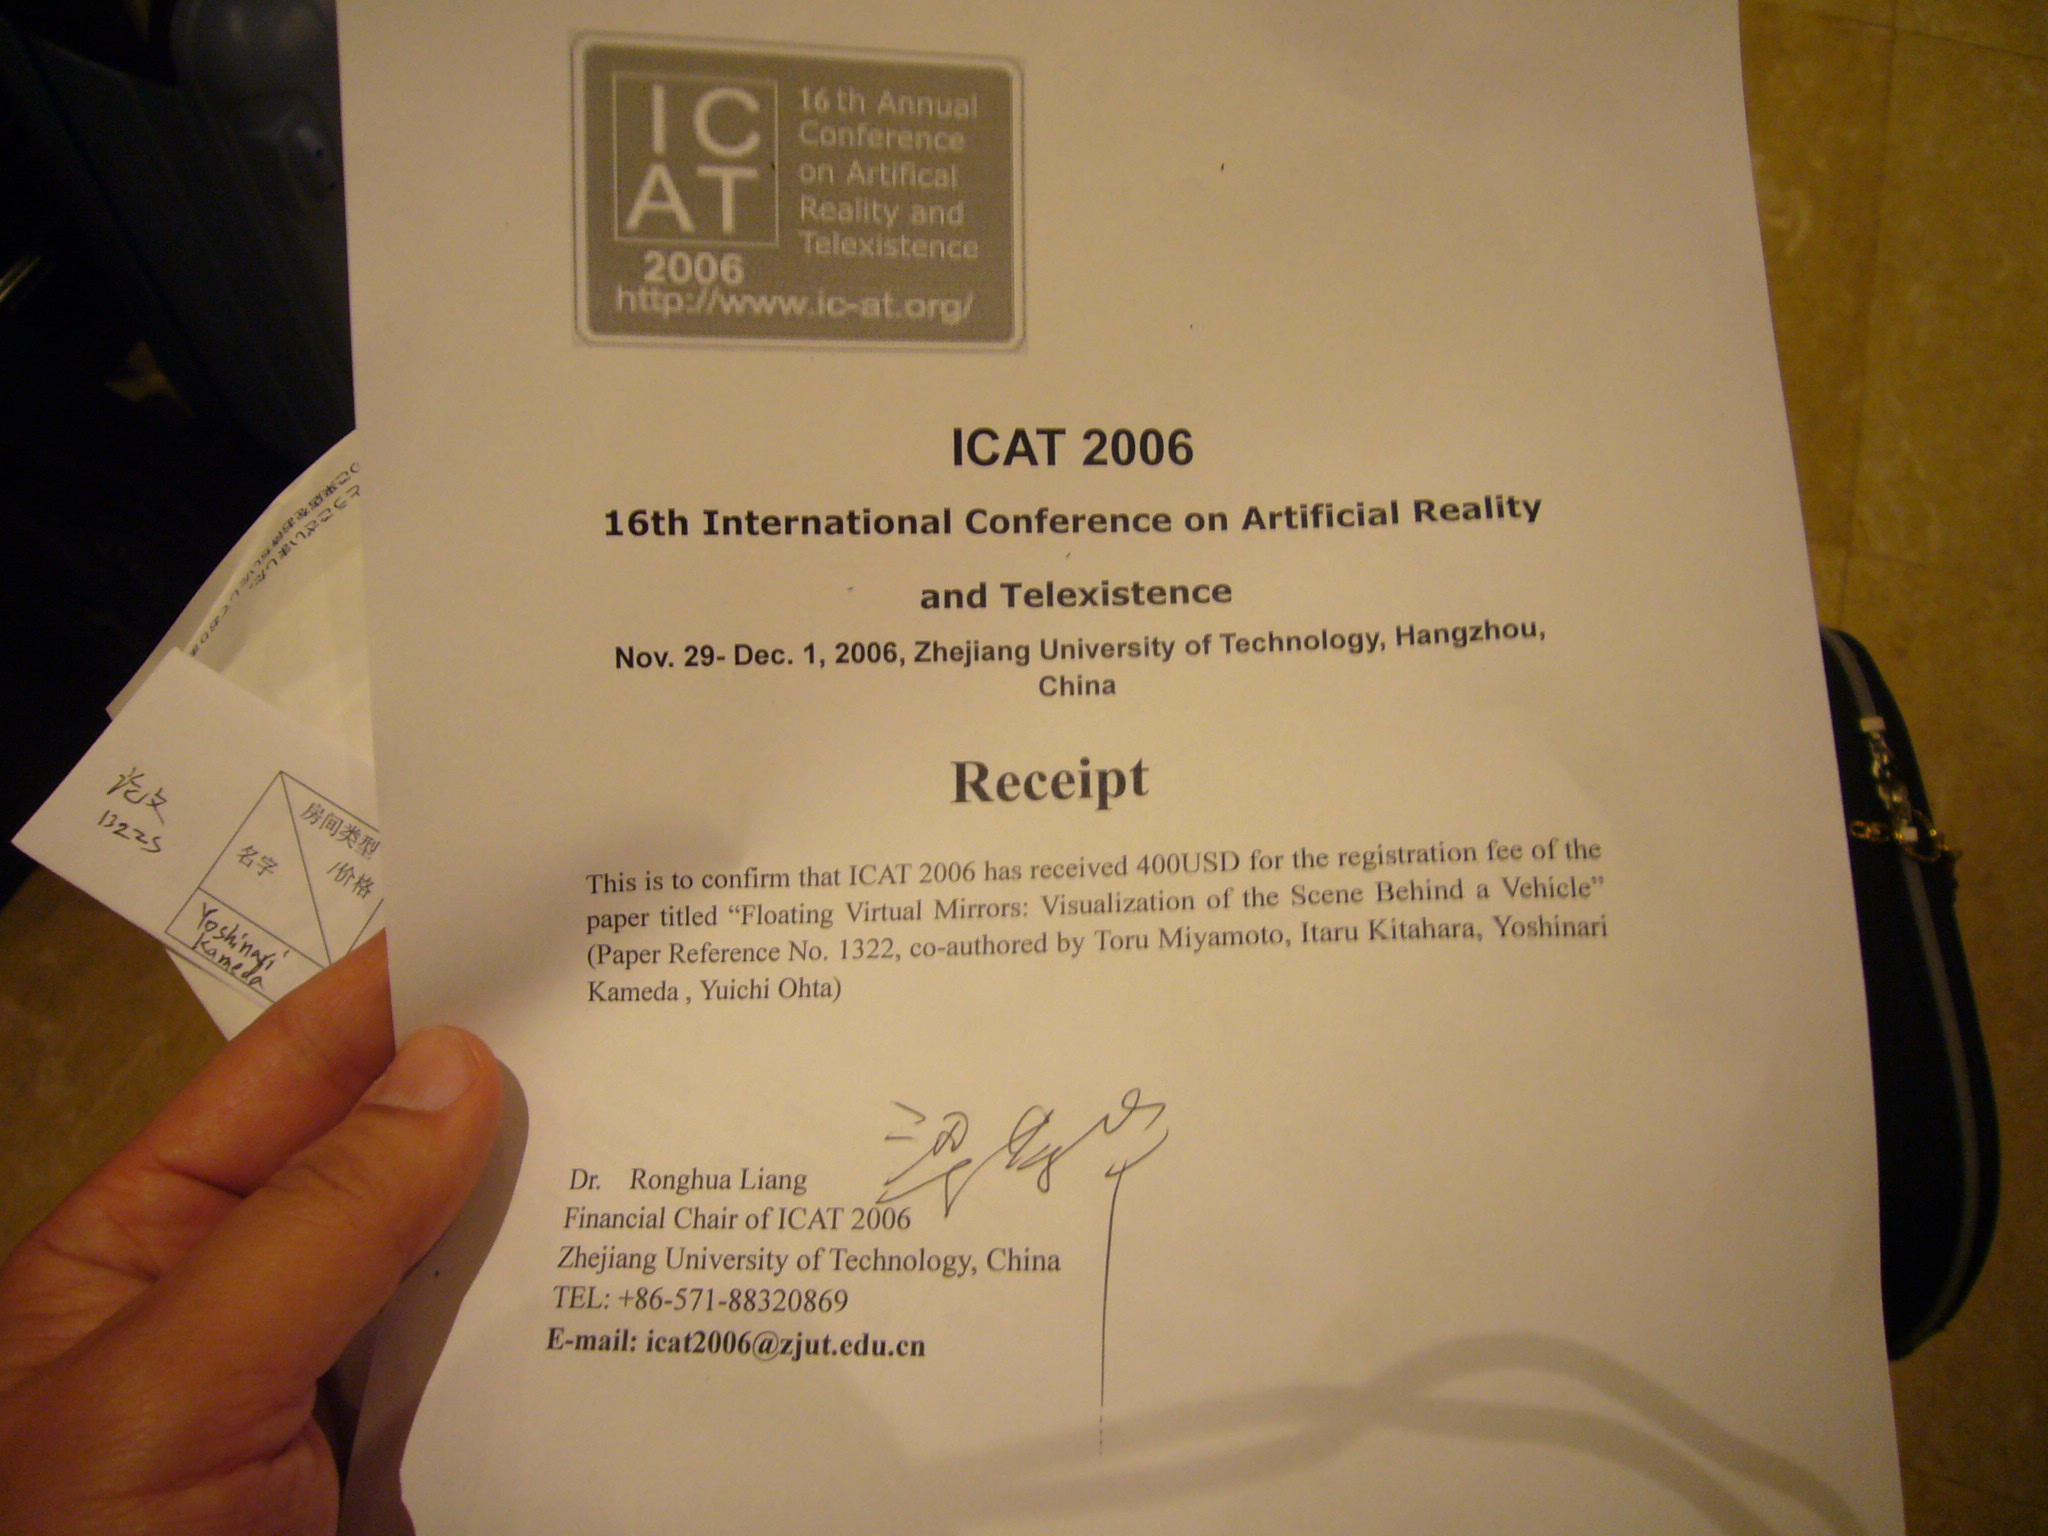 IC
AT
2006
16 th Annual
Conference
on Artifical
Reality and
Telexistence
http://www.ic-at.org/
ICAT 2006
16th International Conference on Artificial Reality
and Telexistence
Nov. 29- Dec. 1, 2006, Zhejiang University of Technology, Hangzhou,
China
Receipt
This is to confirm that ICAT 2006 has received 400USD for the registration fee of the
paper titled “Floating Virtual Mirrors: Visualization of the Scene Behind a Vehicle”
(Paper Reference No. 1322, co-authored by Toru Miyamoto, Itaru Kitahara, Yoshinari
Kameda , Yuichi Ohta)
Dr. Ronghua Liang
Financial Chair of ICAT 2006
Zhejiang University of Technology, China
TEL: +86-571-88320869
E-mail: icat2006@zjut.edu.cn
论文
房间类型
/价格
名字
Yoshinari
Kameda